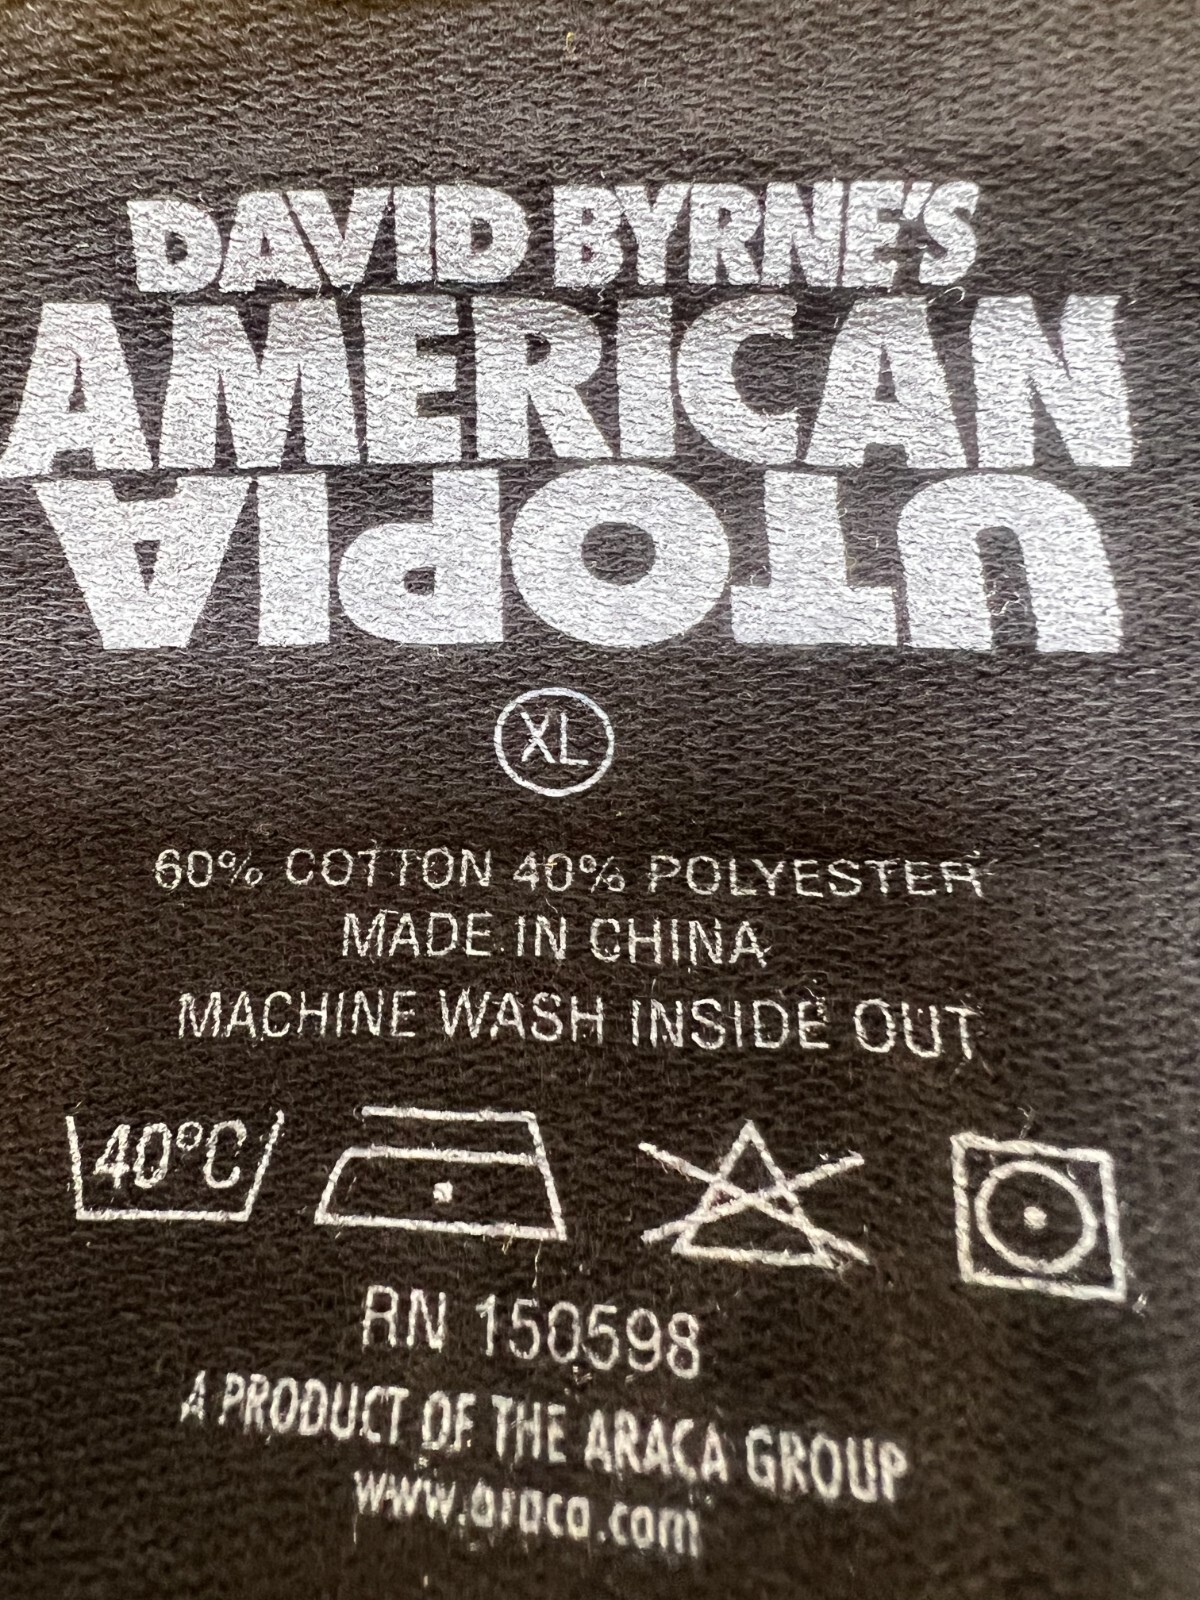 DAVID BYRNE'S
AMERICAN
UTOPIA
XL
60% COTTON 40% POLYESTER
MADE IN CHINA
MACHINE WASH INSIDE OUT
40°C
RN 150598
A PRODUCT OF THE ARACA GROUP
www.araca.com